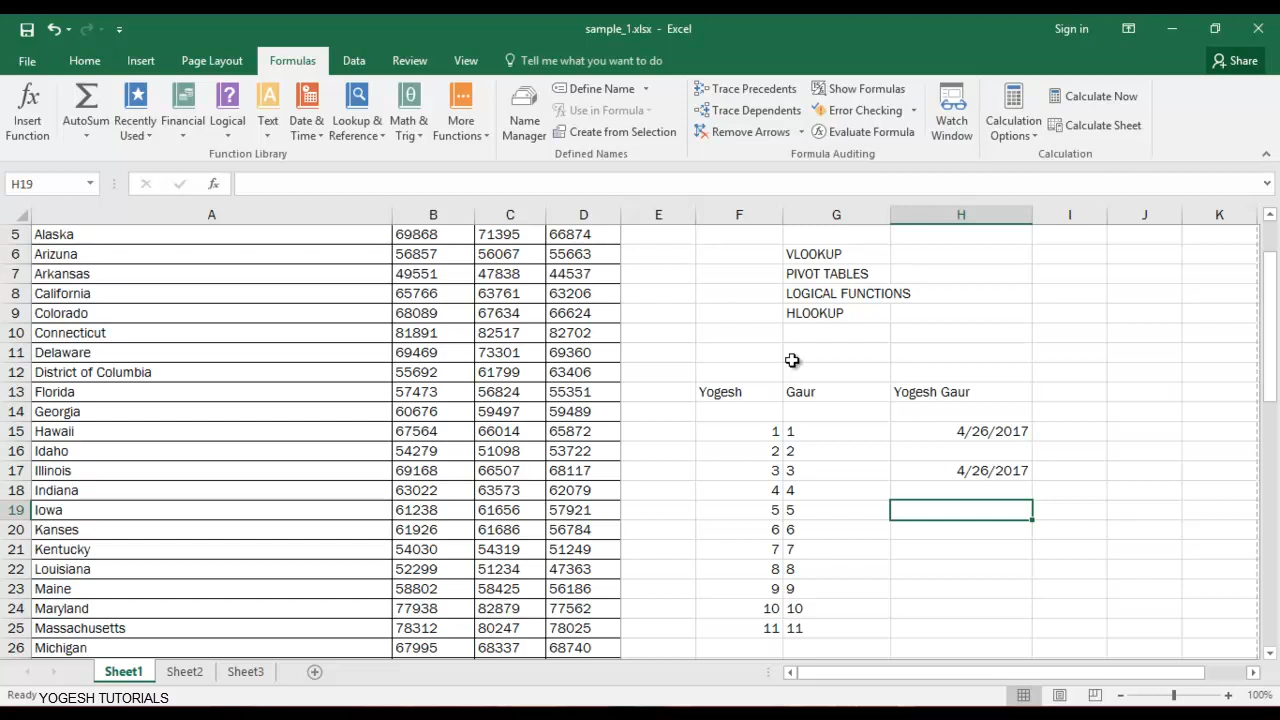 sample_1.xlsx - Excel
Sign in
File Home Insert Page Layout Formulas Data Review View Tell me what you want to do Share
Insert Function
AutoSum
Recently Used
Financial
Logical
Text
Date & Time
Lookup & Reference
Math & Trig
More Functions
Function Library
Name Manager
Define Name
Use in Formula
Create from Selection
Defined Names
Trace Precedents
Trace Dependents
Remove Arrows
Show Formulas
Error Checking
Evaluate Formula
Formula Auditing
Watch Window
Calculation Options
Calculate Now
Calculate Sheet
Calculation
H19 fx
A B C D E F G H I J K
5 Alaska 69868 71395 66874
6 Arizuna 56857 56067 55663 VLOOKUP
7 Arkansas 49551 47838 44537 PIVOT TABLES
8 California 65766 63761 63206 LOGICAL FUNCTIONS
9 Colorado 68089 67634 66624 HLOOKUP
10 Connecticut 81891 82517 82702
11 Delaware 69469 73301 69360
12 District of Columbia 55692 61799 63406
13 Florida 57473 56824 55351 Yogesh Gaur Yogesh Gaur
14 Georgia 60676 59497 59489
15 Hawaii 67564 66014 65872 1 1 4/26/2017
16 Idaho 54279 51098 53722 2 2
17 Illinois 69168 66507 68117 3 3 4/26/2017
18 Indiana 63022 63573 62079 4 4
19 Iowa 61238 61656 57921 5 5
20 Kanses 61926 61686 56784 6 6
21 Kentucky 54030 54319 51249 7 7
22 Louisiana 52299 51234 47363 8 8
23 Maine 58802 58425 56186 9 9
24 Maryland 77938 82879 77562 10 10
25 Massachusetts 78312 80247 78025 11 11
26 Michigan 67995 68337 68740
Sheet1 Sheet2 Sheet3
Ready YOGESH TUTORIALS 100%